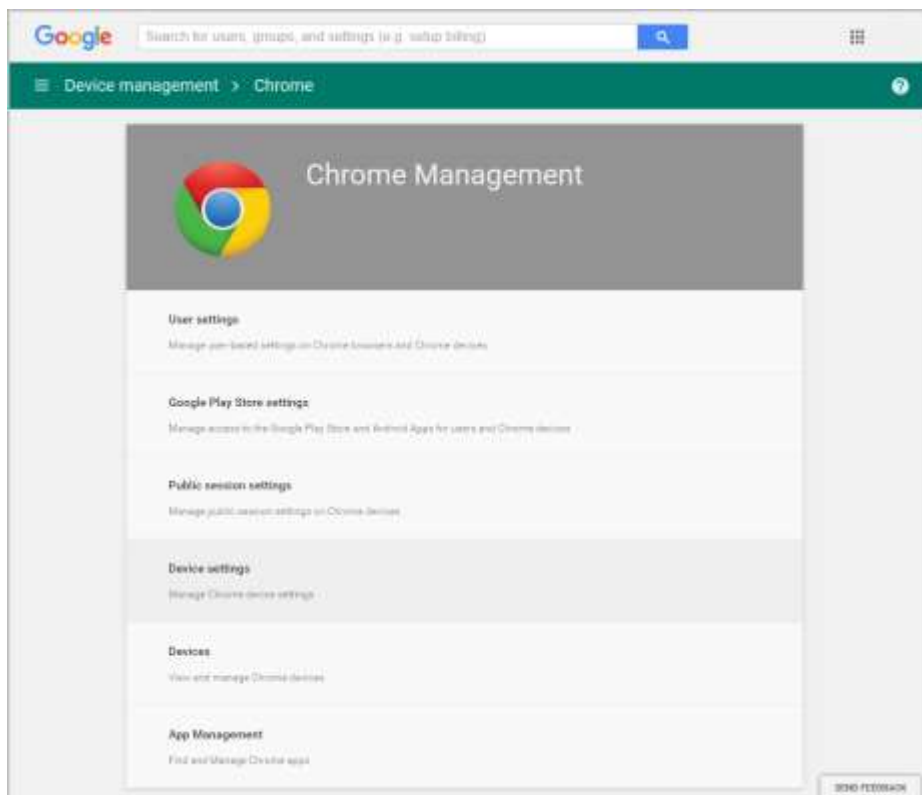 Google
Search for users, groups, and settings (e.g. setup billing)
Device management > Chrome
Chrome Management
User settings
Manage user-based settings on Chrome browsers and Chrome devices
Google Play Store settings
Manage access to the Google Play Store and Android Apps for users and Chrome devices
Public session settings
Manage public session settings on Chrome devices
Device settings
Manage Chrome device settings
Devices
View and manage Chrome devices
App Management
Find and Manage Chrome apps
SEND FEEDBACK